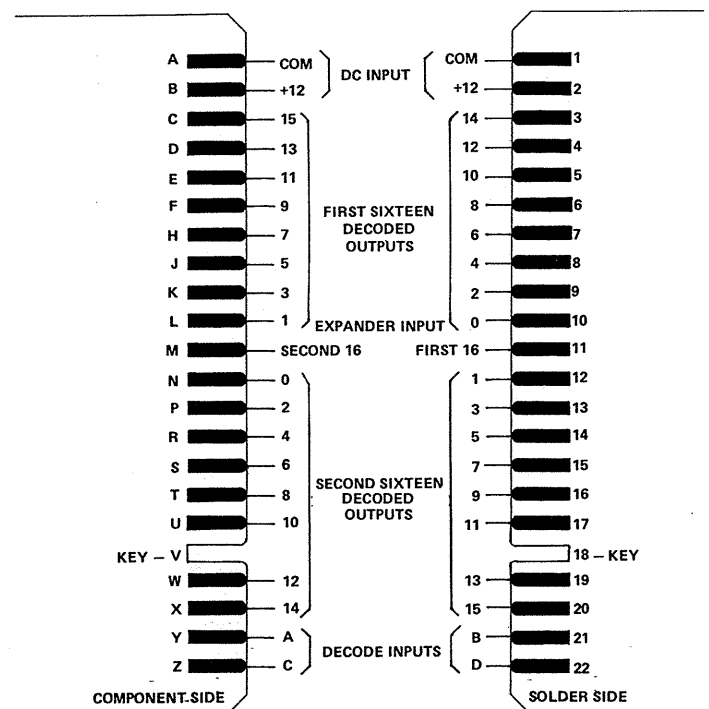 A COM DC INPUT COM 1
B +12 +12 2
C 15 14 3
D 13 12 4
E 11 10 5
F 9 FIRST SIXTEEN 8 6
DECODED
H 7 OUTPUTS 6 7
J 5 4 8
K 3 2 9
L 1 EXPANDER INPUT 0 10
M SECOND 16 FIRST 16 11
N 0 1 12
P 2 3 13
R 4 5 14
S 6 SECOND SIXTEEN 7 15
T 8 DECODED 9 16
OUTPUTS
U 10 11 17
KEY – V 18 – KEY
W 12 13 19
X 14 15 20
Y A DECODE INPUTS B 21
Z C D 22
COMPONENT SIDE SOLDER SIDE